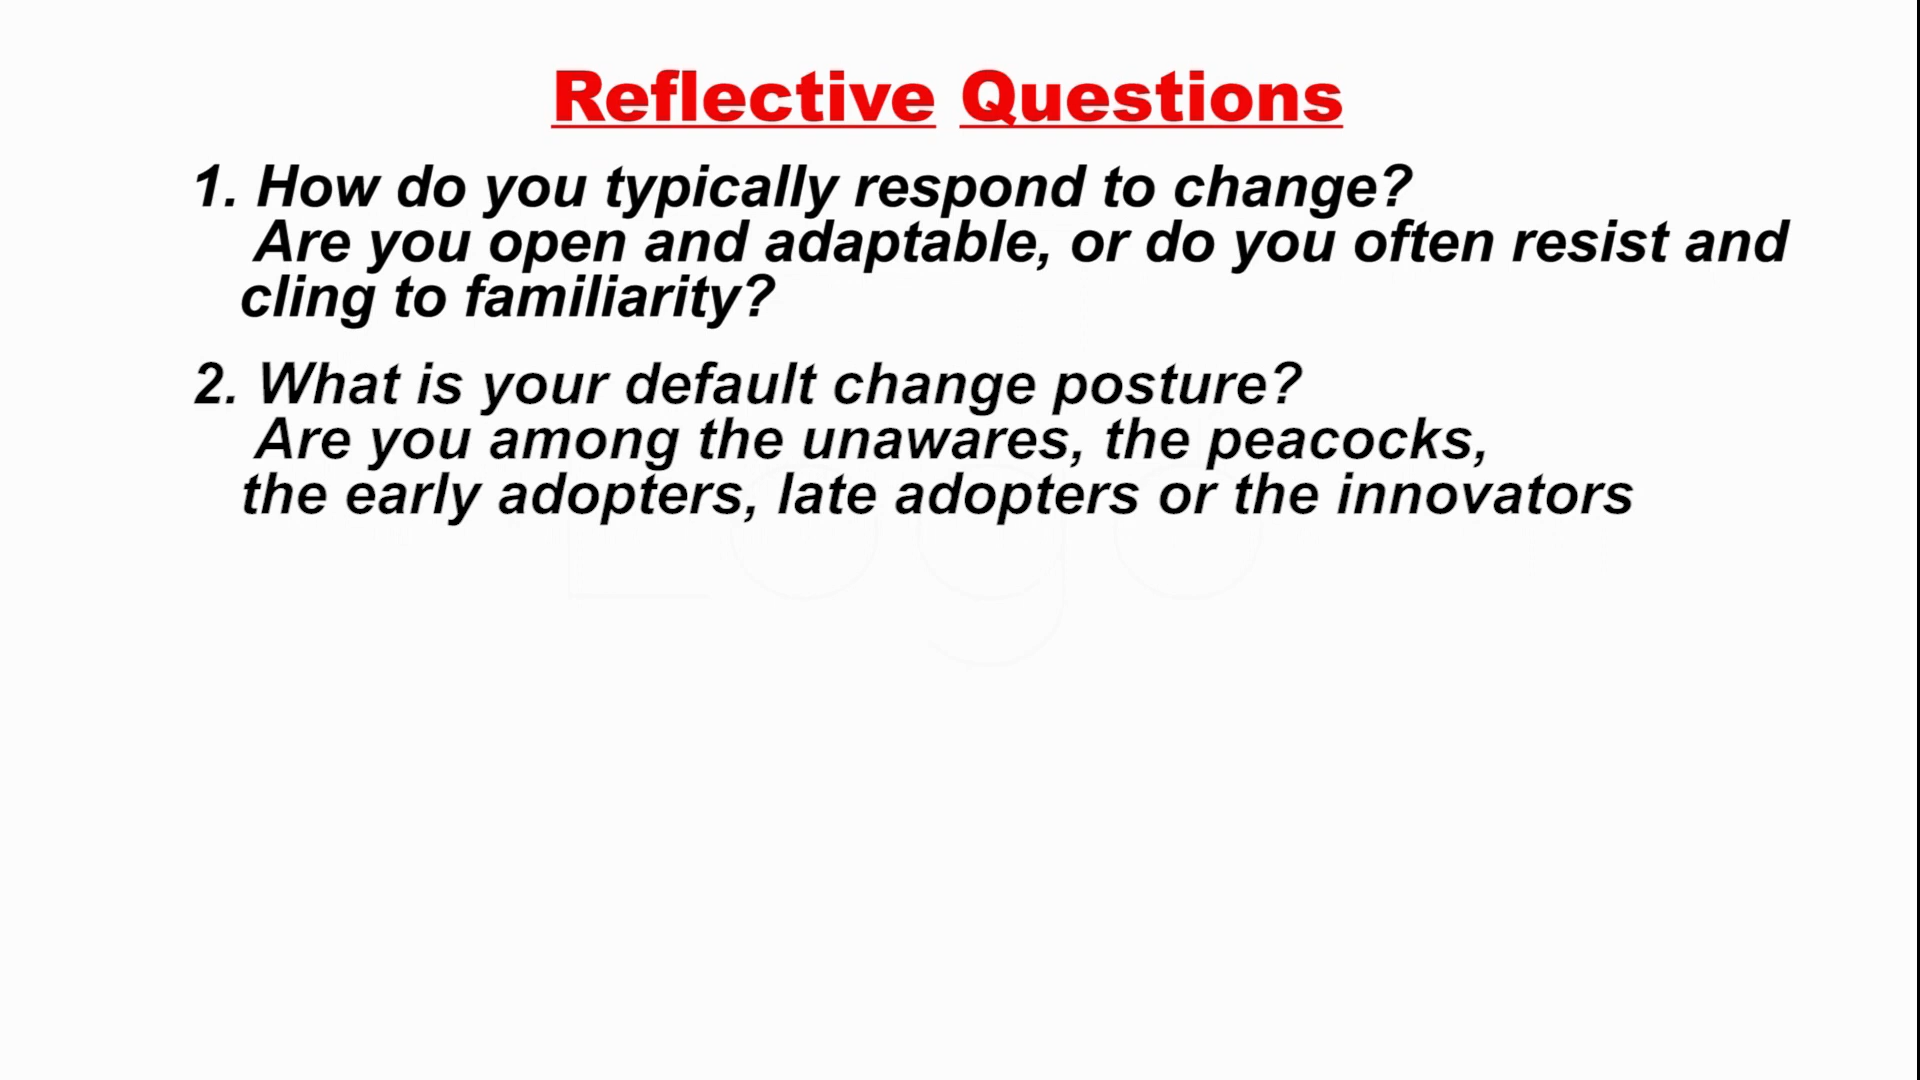 Reflective Questions
1. How do you typically respond to change?
Are you open and adaptable, or do you often resist and
cling to familiarity?
2. What is your default change posture?
Are you among the unawares, the peacocks,
the early adopters, late adopters or the innovators
Logo